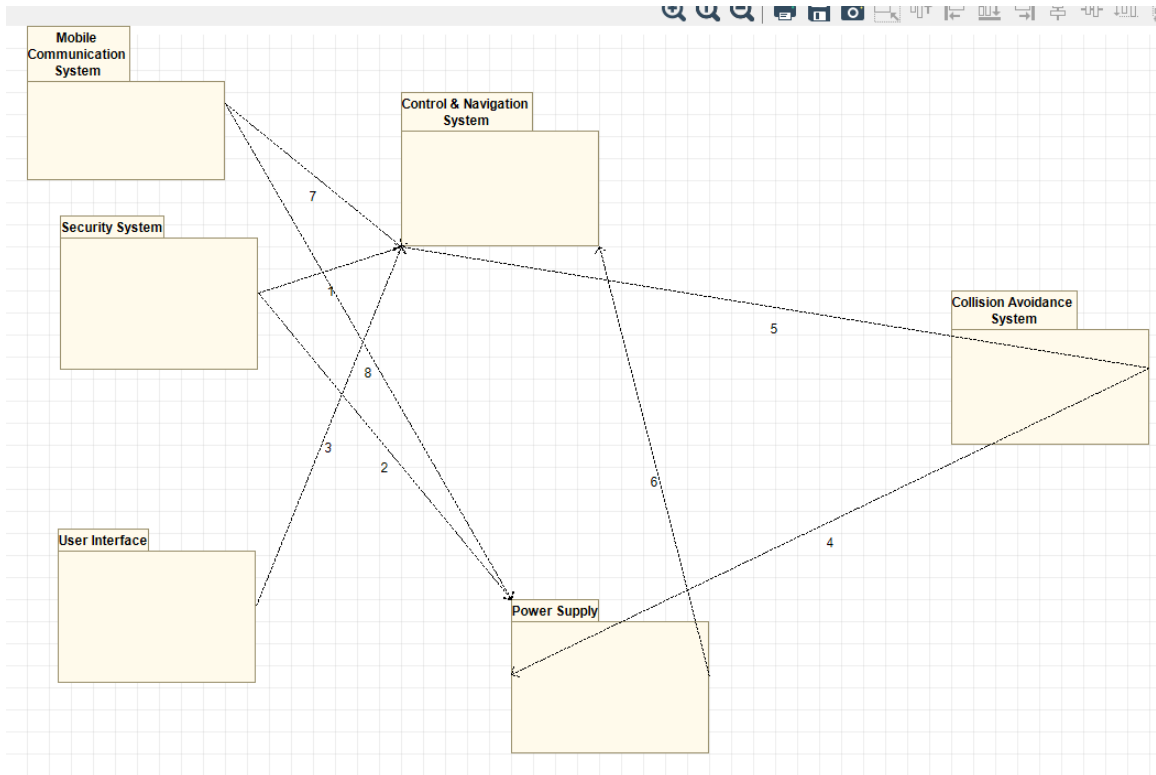 Mobile
Communication
System
Control & Navigation
System
7
Security System
1
Collision Avoidance
System
5
8
3
2
6
User Interface
4
Power Supply